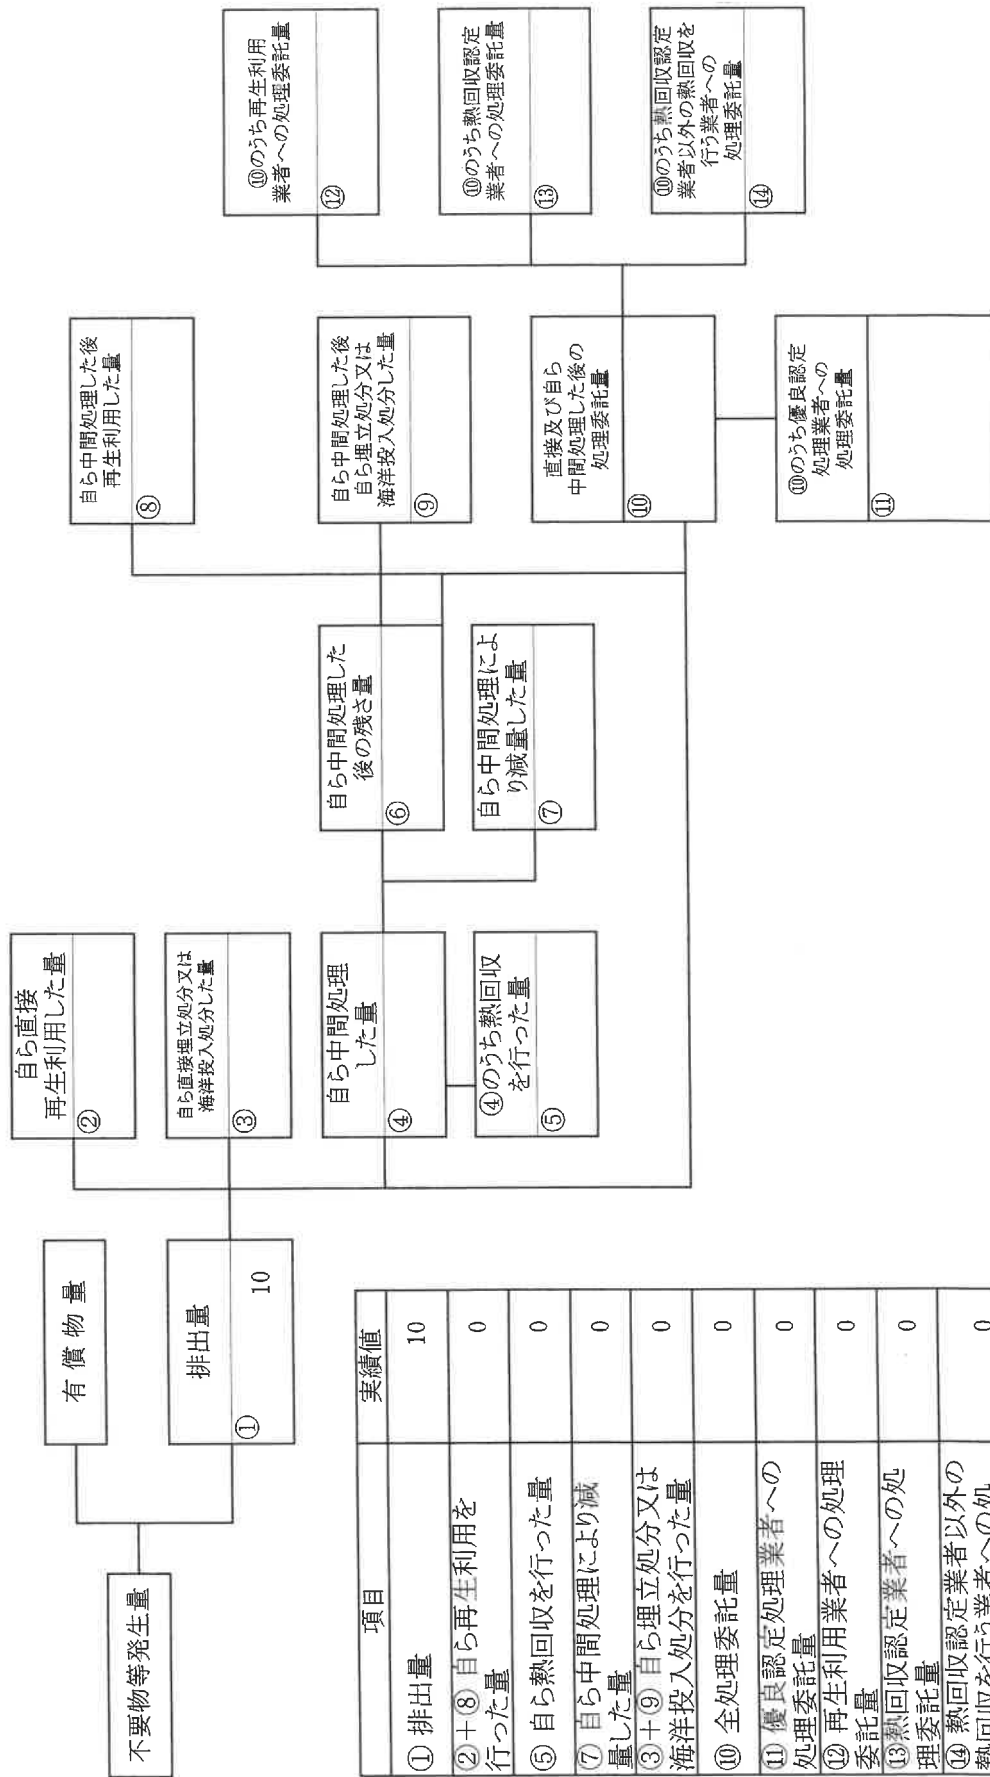 不要物等発生量
有償物量
排出量
①
10
自ら直接
再生利用した量
②
自ら直接埋立処分又は
海洋投入処分した量
③
自ら中間処理
した量
④
④のうち熱回収
を行った量
⑤
自ら中間処理した
後の残さ量
⑥
自ら中間処理によ
り減量した量
⑦
自ら中間処理した後
再生利用した量
⑧
自ら中間処理した後
自ら埋立処分又は
海洋投入処分した量
⑨
直接及び自ら
中間処理した後の
処理委託量
⑩
⑩のうち優良認定
処理業者への
処理委託量
⑪
⑩のうち再生利用
業者への処理委託量
⑫
⑩のうち熱回収認定
業者への処理委託量
⑬
⑩のうち熱回収認定
業者以外の熱回収を
行う業者への
処理委託量
⑭
項目 実績値
① 排出量 10
②+⑧ 自ら再生利用を
行った量 0
⑤ 自ら熱回収を行った量 0
⑦ 自ら中間処理により減
量した量 0
③+⑨ 自ら埋立処分又は
海洋投入処分を行った量 0
⑩ 全処理委託量 0
⑪ 優良認定処理業者への
処理委託量 0
⑫ 再生利用業者への処理
委託量 0
⑬熱回収認定業者への処
理委託量 0
⑭ 熱回収認定業者以外の
熱回収を行う業者への処 0